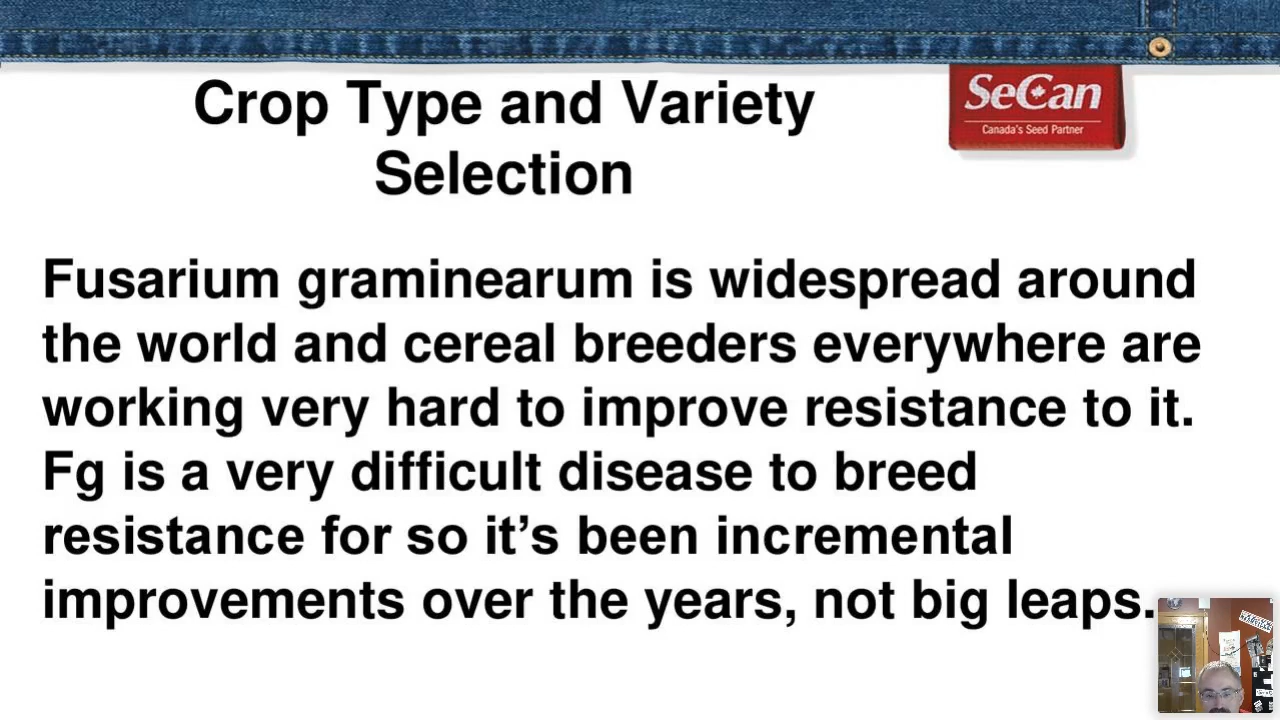 Crop Type and Variety
Selection
SeCan
Canada's Seed Partner
Fusarium graminearum is widespread around
the world and cereal breeders everywhere are
working very hard to improve resistance to it.
Fg is a very difficult disease to breed
resistance for so it’s been incremental
improvements over the years, not big leaps.